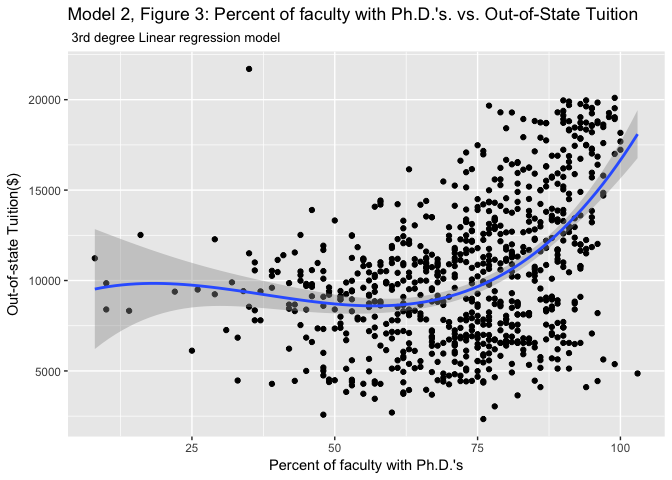 Model 2, Figure 3: Percent of faculty with Ph.D.'s. vs. Out-of-State Tuition
3rd degree Linear regression model
20000
15000
10000
5000
Out-of-state Tuition($)
25 50 75 100
Percent of faculty with Ph.D.'s